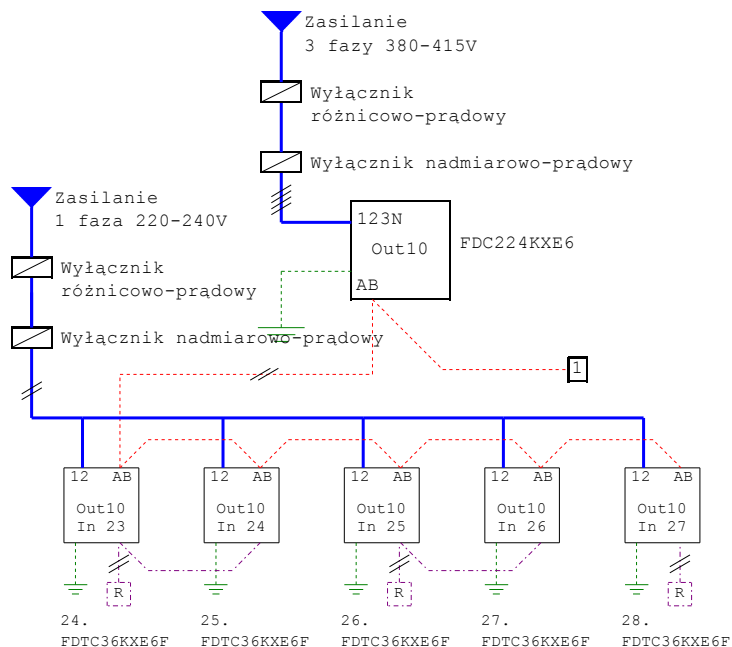 Zasilanie
3 fazy 380-415V
Wyłącznik
różnicowo-prądowy
Wyłącznik nadmiarowo-prądowy
Zasilanie
1 faza 220-240V
Wyłącznik
różnicowo-prądowy
Wyłącznik nadmiarowo-prądowy
123N
Out10
AB
FDC224KXE6
1
12 AB
Out10
In 23
12 AB
Out10
In 24
12 AB
Out10
In 25
12 AB
Out10
In 26
12 AB
Out10
In 27
R
R
R
24.
FDTC36KXE6F
25.
FDTC36KXE6F
26.
FDTC36KXE6F
27.
FDTC36KXE6F
28.
FDTC36KXE6F